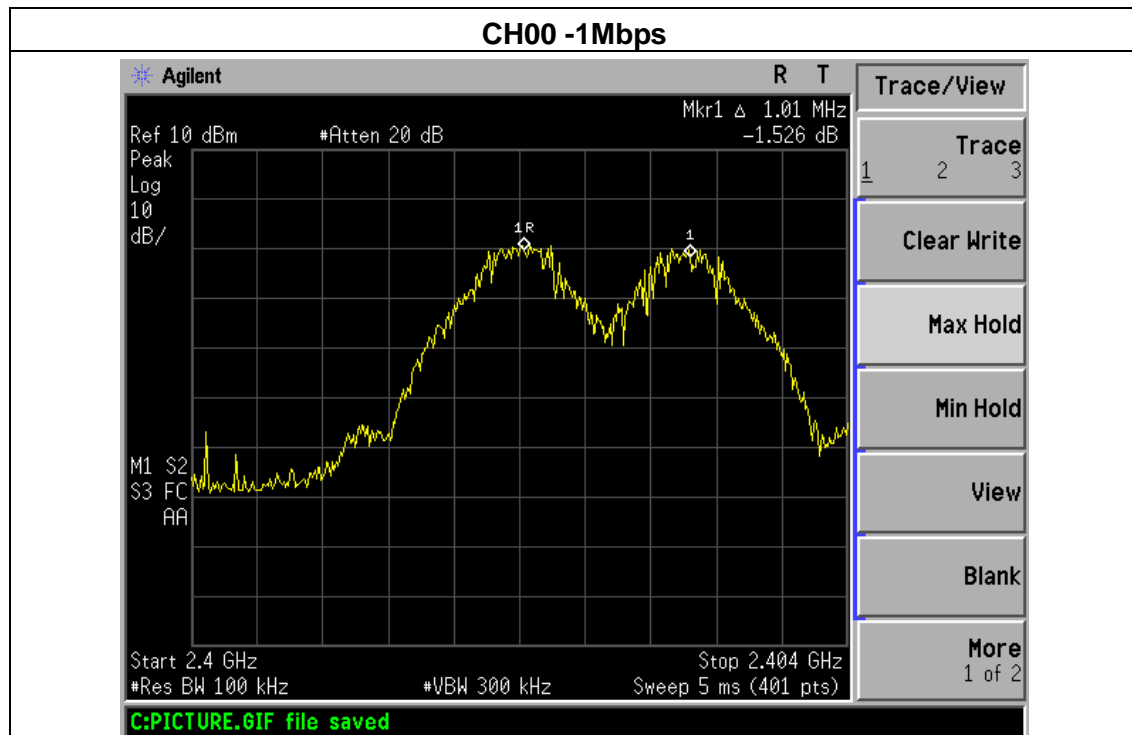 CH00 -1Mbps
Agilent R T
Mkr1 Δ 1.01 MHz
Ref 10 dBm #Atten 20 dB -1.526 dB
Peak
Log
10
dB/
1R
1
M1 S2
S3 FC
AA
Start 2.4 GHz Stop 2.404 GHz
#Res BW 100 kHz #VBW 300 kHz Sweep 5 ms (401 pts)
C:PICTURE.GIF file saved
Trace/View
Trace
1 2 3
Clear Write
Max Hold
Min Hold
View
Blank
More
1 of 2